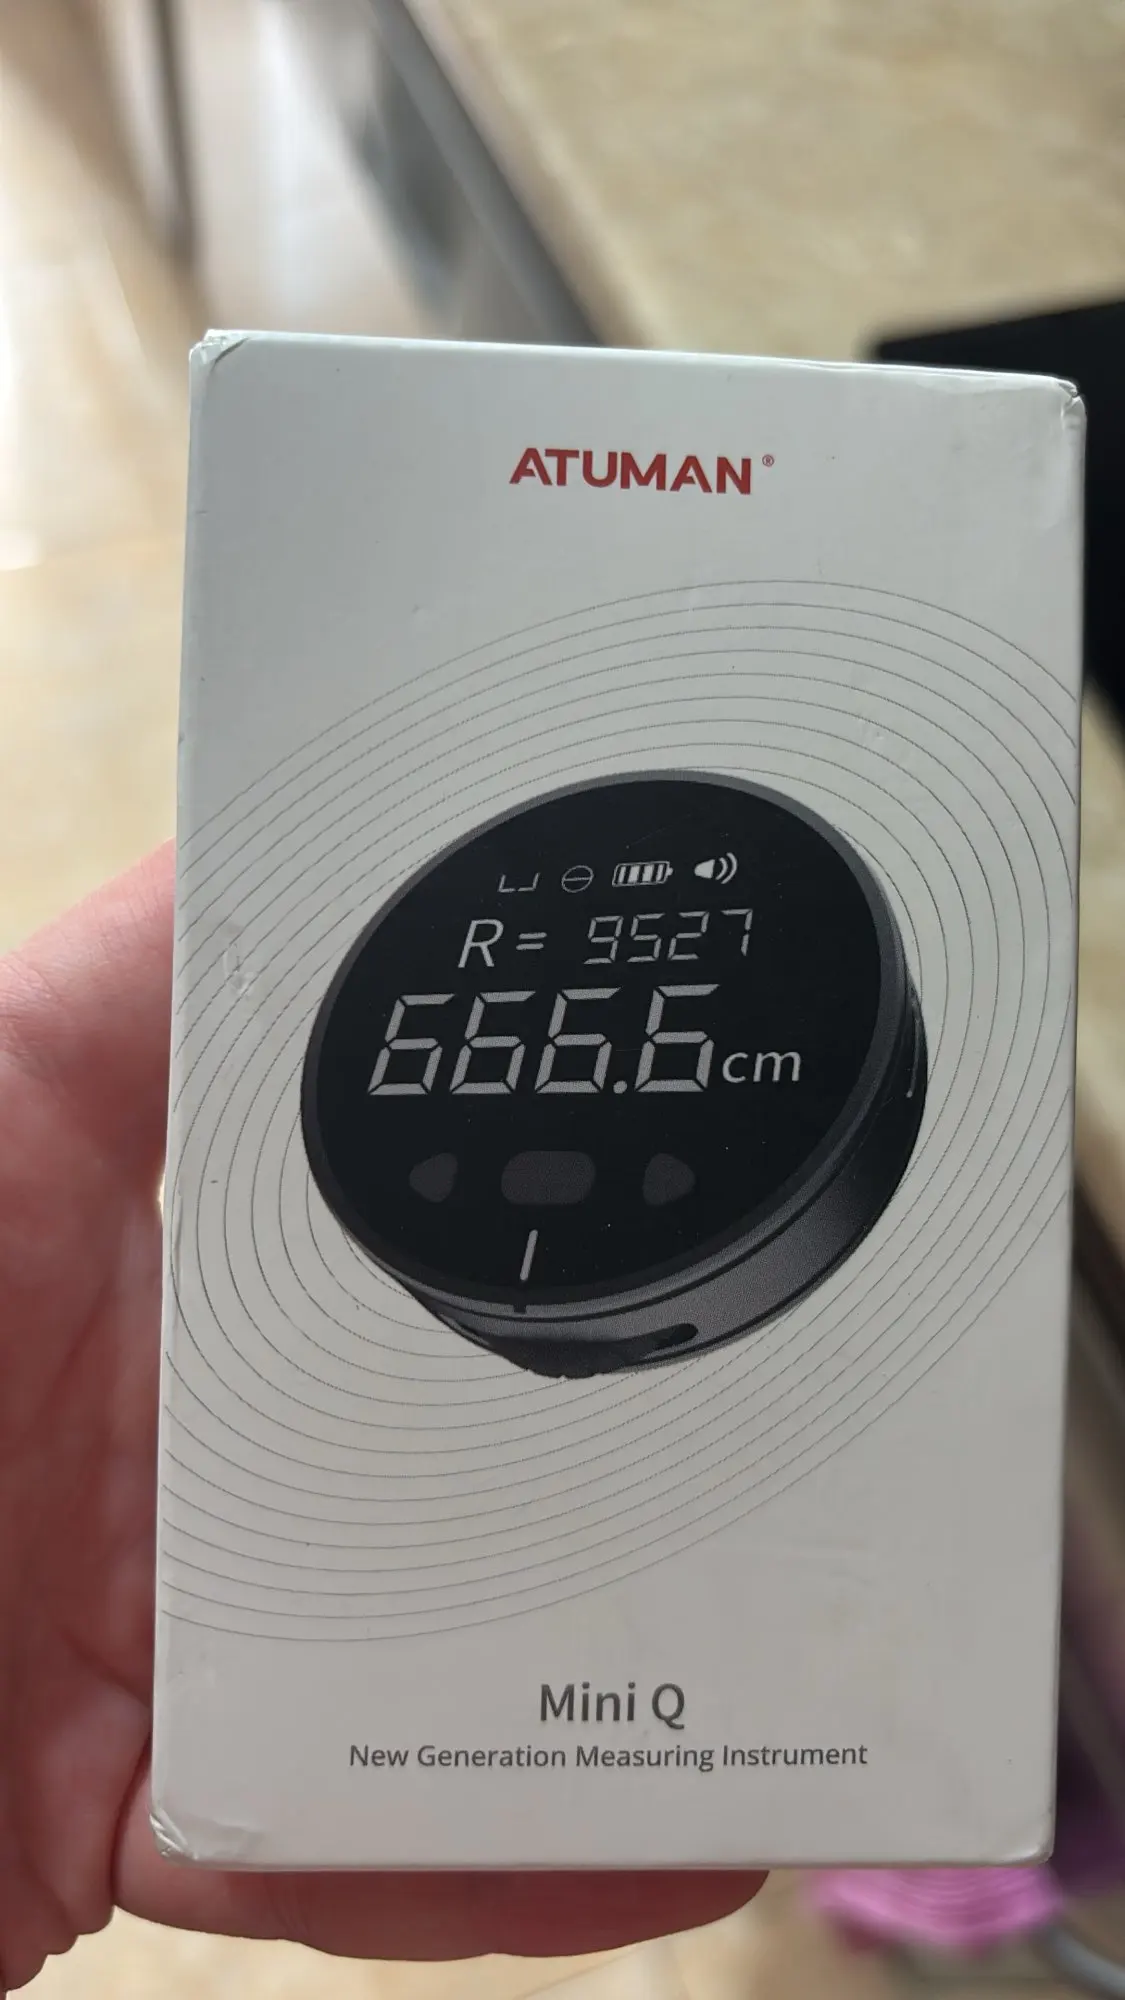 ATUMAN®
R = 9527
666.6cm
Mini Q
New Generation Measuring Instrument